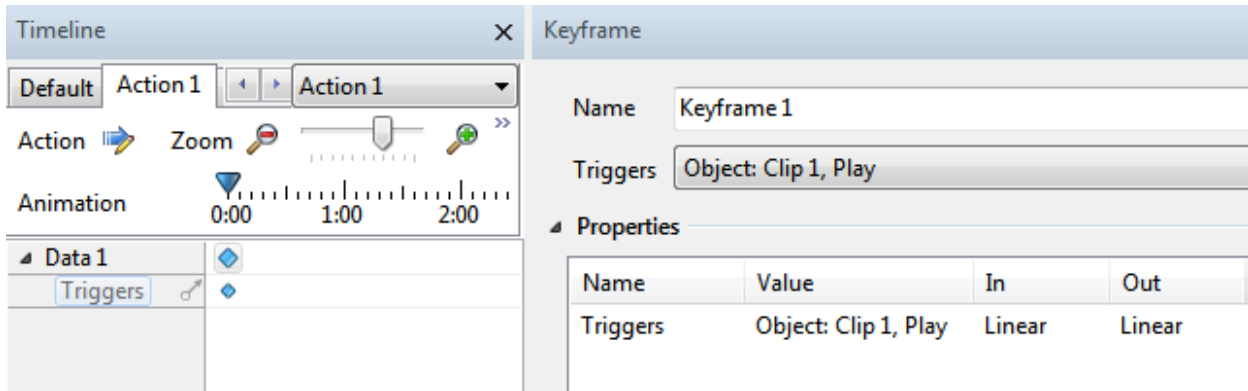 Timeline
Default Action 1 Action 1
Action Zoom
Animation
0:00 1:00 2:00
Data 1
Triggers
Keyframe
Name Keyframe 1
Triggers Object: Clip 1, Play
Properties
Name Value In Out
Triggers Object: Clip 1, Play Linear Linear